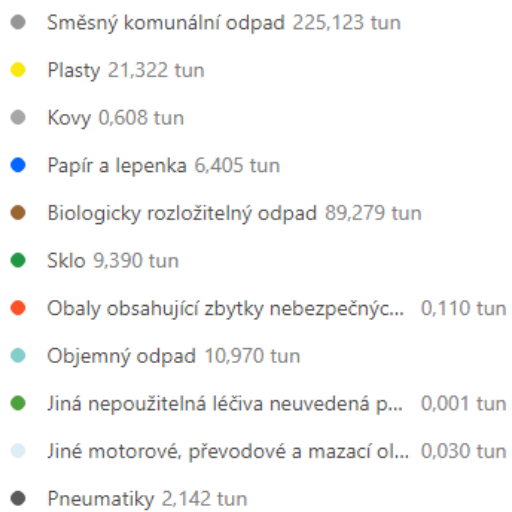 Směsný komunální odpad 225,123 tun
Plasty 21,322 tun
Kovy 0,608 tun
Papír a lepenka 6,405 tun
Biologicky rozložitelný odpad 89,279 tun
Sklo 9,390 tun
Obaly obsahující zbytky nebezpečnýc... 0,110 tun
Objemný odpad 10,970 tun
Jiná nepoužitelná léčiva neuvedená p... 0,001 tun
Jiné motorové, převodové a mazací ol... 0,030 tun
Pneumatiky 2,142 tun